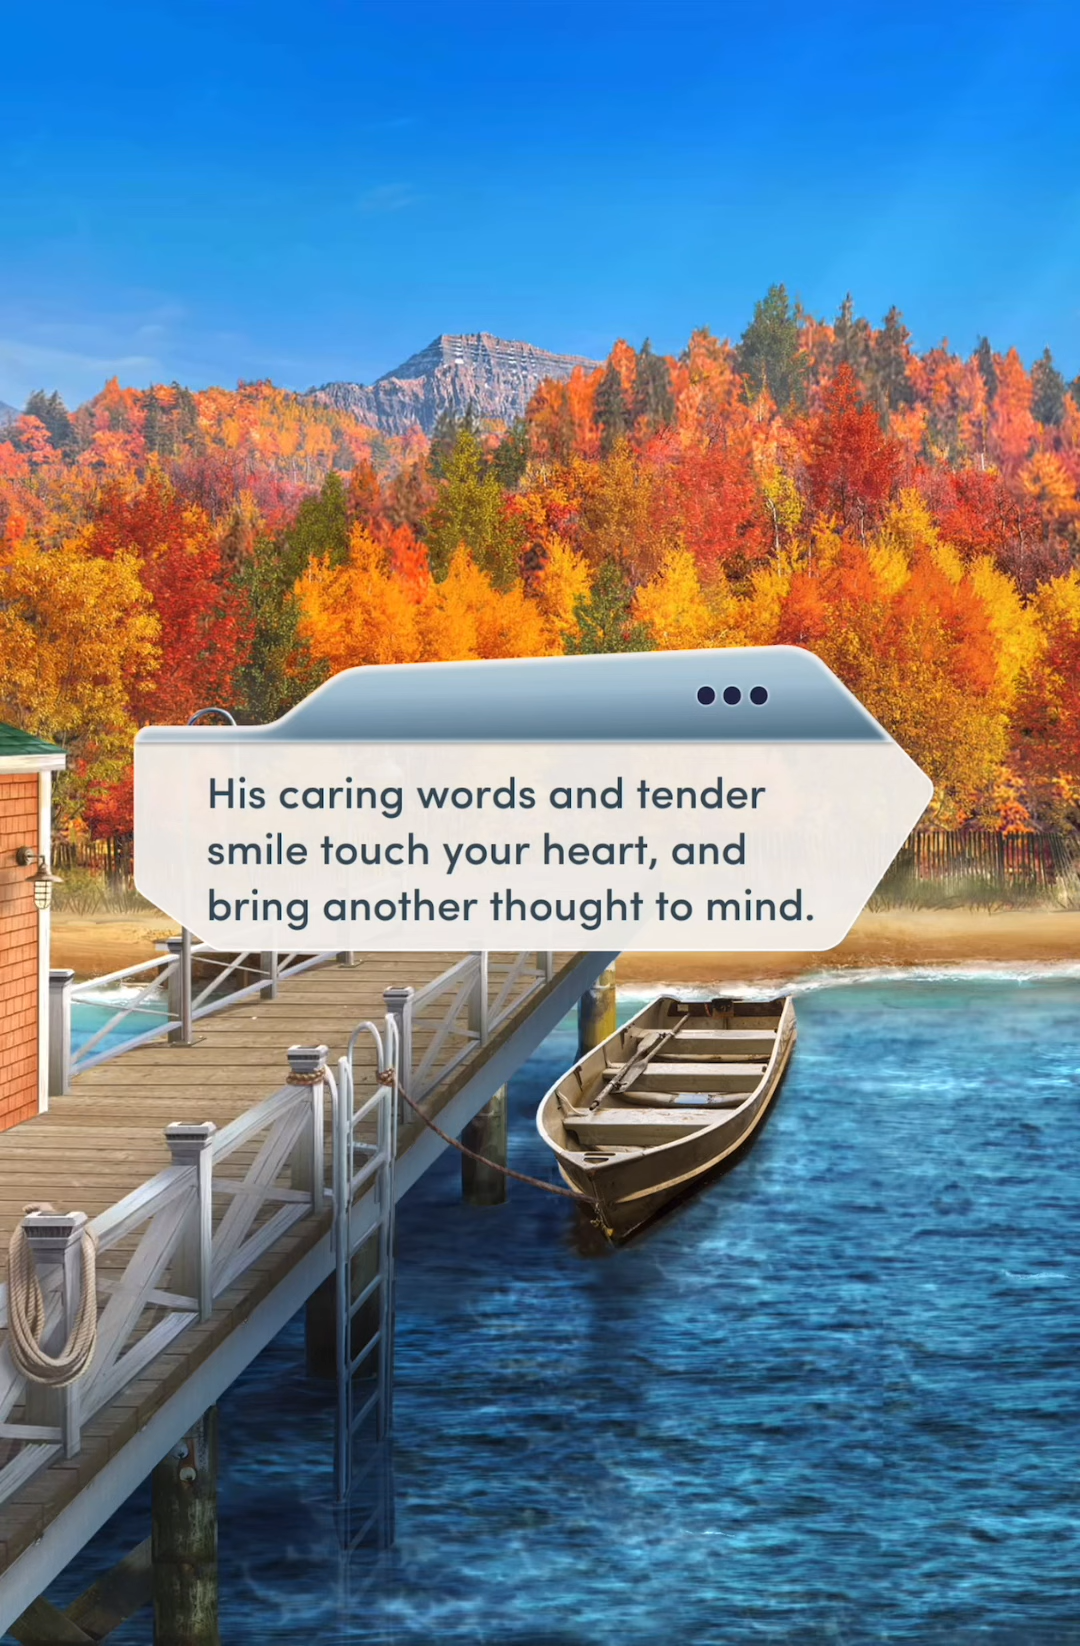 His caring words and tender
smile touch your heart, and
bring another thought to mind.